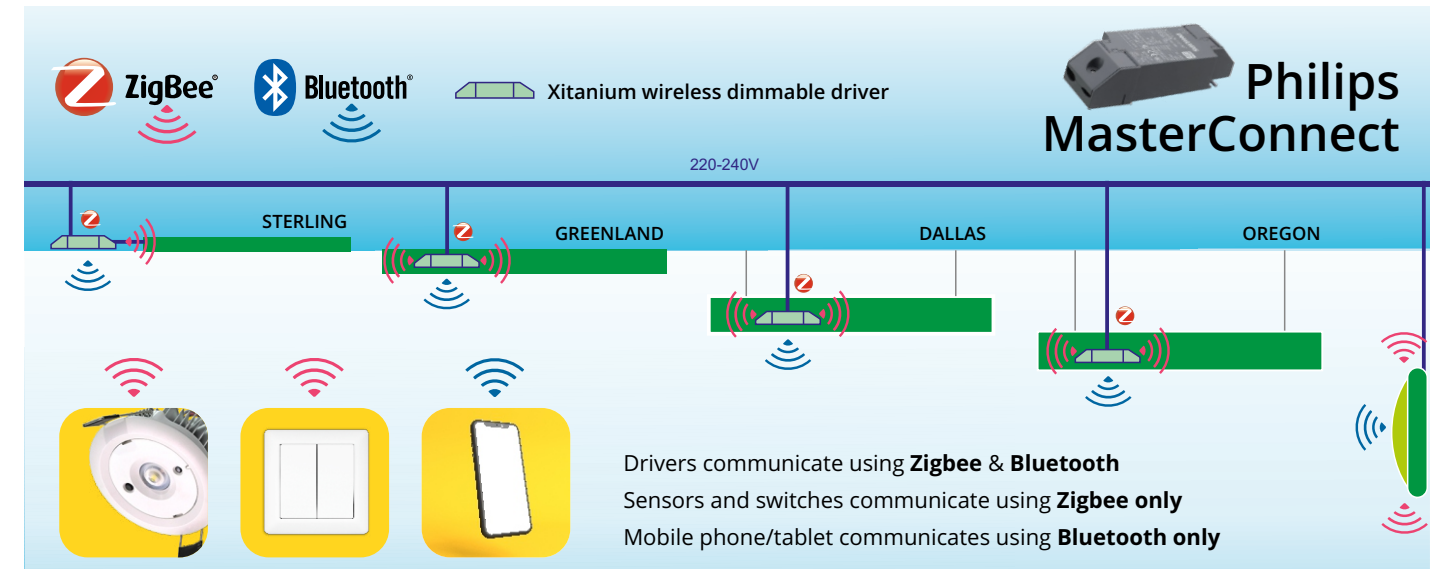 ZigBee®
Bluetooth®
Xitanium wireless dimmable driver
Philips
MasterConnect
220-240V
STERLING
GREENLAND
DALLAS
OREGON
Drivers communicate using Zigbee & Bluetooth
Sensors and switches communicate using Zigbee only
Mobile phone/tablet communicates using Bluetooth only